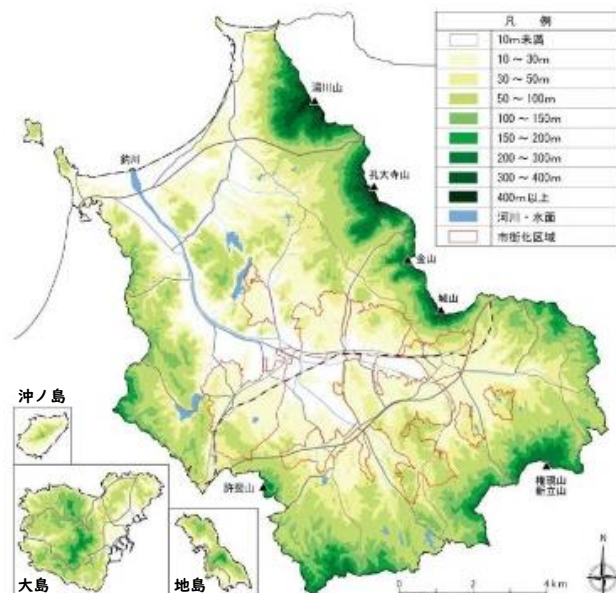 凡 例
10m未満
10 ~ 30m
30 ~ 50m
50 ~ 100m
100 ~ 150m
150 ~ 200m
200 ~ 300m
300 ~ 400m
400m以上
河川・水面
市街化区域
湯川山
孔大寺山
釣川
金山
城山
許斐山
権現山
新立山
沖ノ島
大島
地島
N
0 2 4km